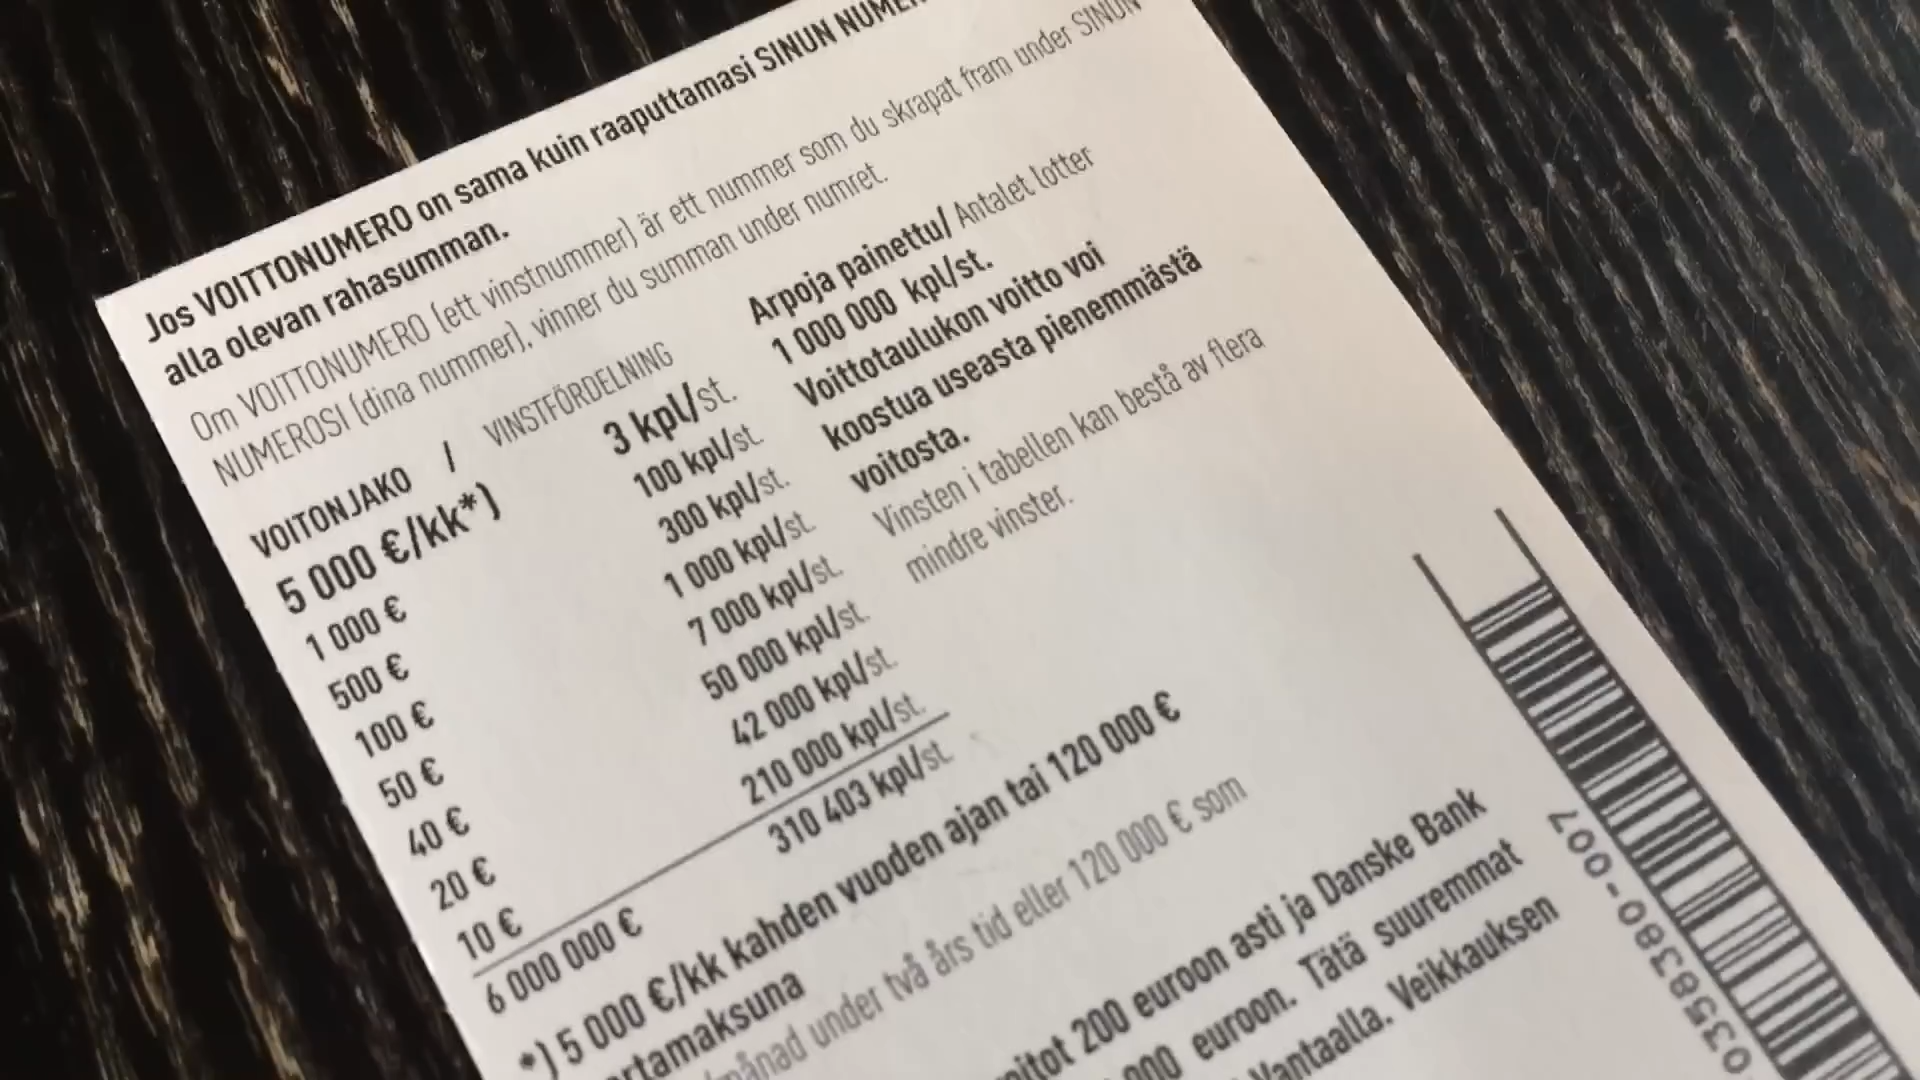 Jos VOITTONUMERO on sama kuin raaputtamasi SINUN
alla olevan rahasumman.
Om VOITTONUMERO (ett vinstnummer) är ett nummer som du skrapat fram under SINUN
NUMEROSI (dina nummer), vinner du summan under numret.
VOITONJAKO / VINSTFÖRDELNING
5 000 €/kk*) 3 kpl/st.
1 000 € 100 kpl/st.
500 € 300 kpl/st.
100 € 1 000 kpl/st.
50 € 7 000 kpl/st.
40 € 50 000 kpl/st.
20 € 42 000 kpl/st.
10 € 210 000 kpl/st.
6 000 000 € 310 403 kpl/st.
Arpoja painettu/ Antalet lotter
1 000 000 kpl/st.
Voittotaulukon voitto voi
koostua useasta pienemmästä
voitosta.
Vinsten i tabellen kan bestå av flera
mindre vinster.
*) 5 000 €/kk kahden vuoden ajan tai 120 000 €
under två års tid eller 120 000 € som
200 euroon asti ja Danske Bank
euroon. Tätä suuremmat
Vantaalla. Veikkauksen
0358380-007